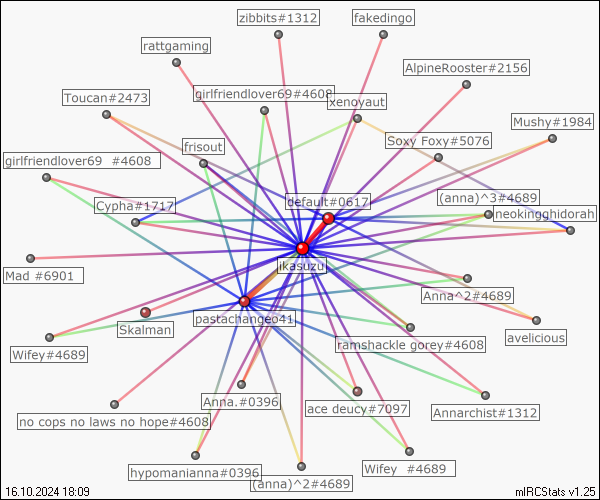 zibbits#1312
fakedingo
rattgaming
AlpineRooster#2156
Toucan#2473
girlfriendlover69#4608
xenoyaut
Mushy#1984
frisout
Soxy Foxy#5076
girlfriendlover69  #4608
Cypha#1717
default#0617
(anna)^3#4689
neokingghidorah
ikasuzu
Mad #6901
Anna^2#4689
pastachangeo41
Skalman
avelicious
Wifey#4689
ramshackle gorey#4608
Anna.#0396
ace deucy#7097
Annarchist#1312
no cops no laws no hope#4608
hypomanianna#0396
(anna)^2#4689
Wifey  #4689
16.10.2024 18:09
mIRCStats v1.25